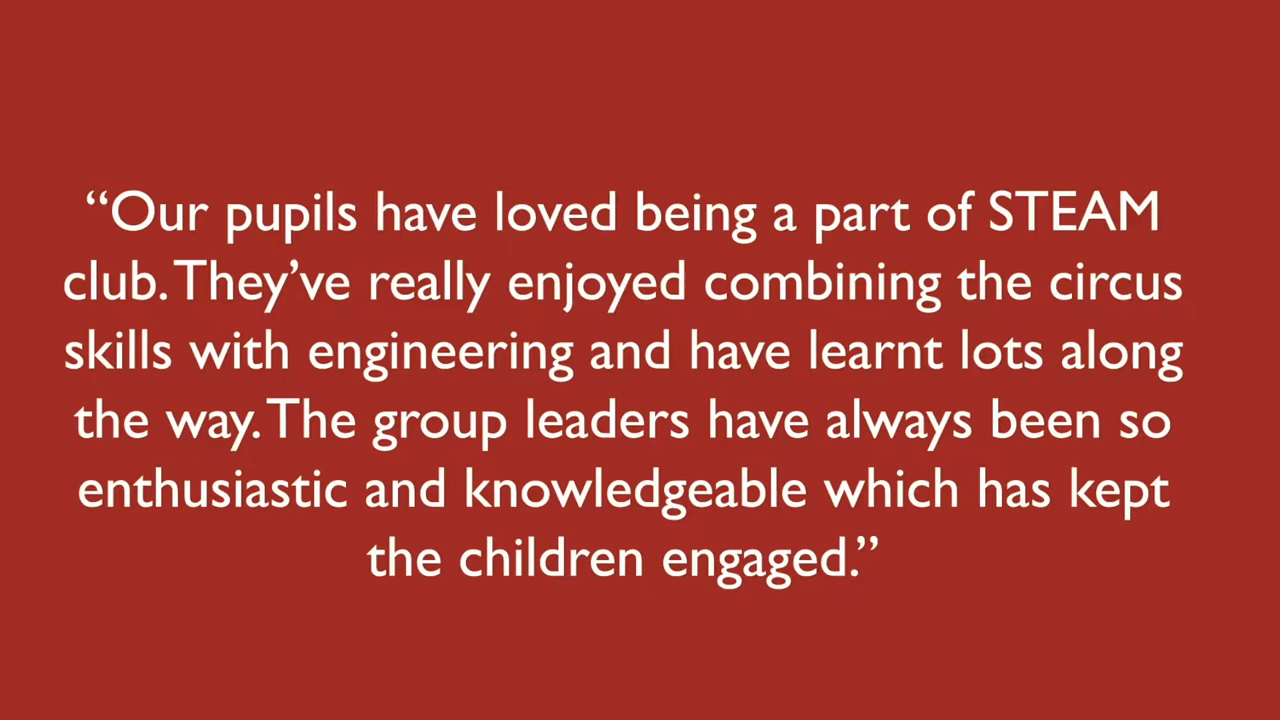 “Our pupils have loved being a part of STEAM
club. They’ve really enjoyed combining the circus
skills with engineering and have learnt lots along
the way. The group leaders have always been so
enthusiastic and knowledgeable which has kept
the children engaged.”